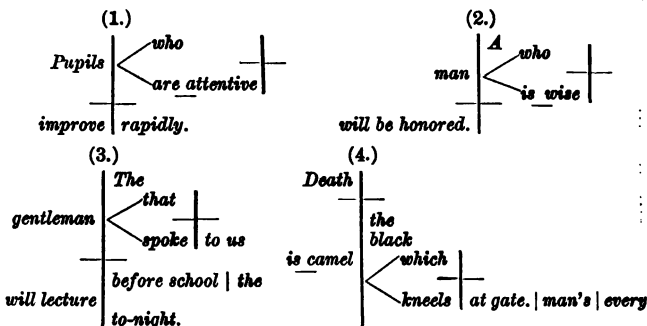 (1.)
who
Pupils
are attentive
improve rapidly.
(2.)
A
who
man
is wise
will be honored.
(3.)
The
that
gentleman
spoke to us
before school | the
will lecture
to-night.
(4.)
Death
the
black
is camel
which
kneels | at gate. | man's | every